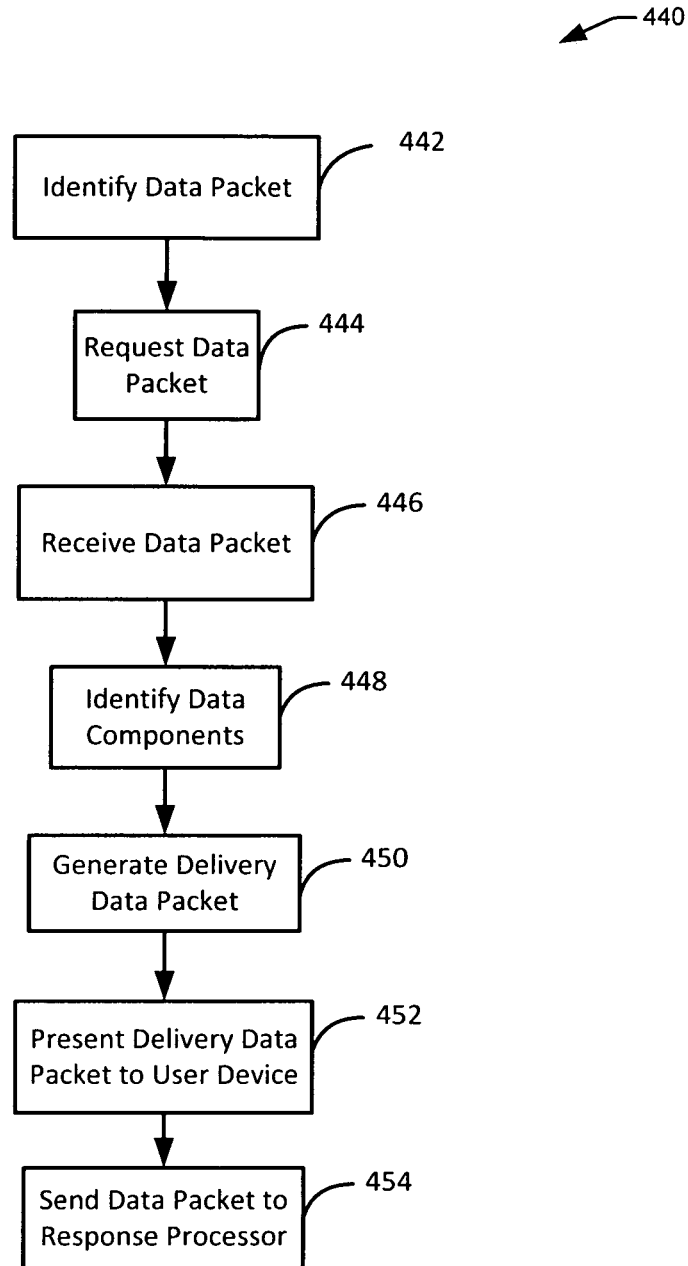 440
Identify Data Packet
442
Request Data
Packet
444
Receive Data Packet
446
Identify Data
Components
448
Generate Delivery
Data Packet
450
Present Delivery Data
Packet to User Device
452
Send Data Packet to
Response Processor
454